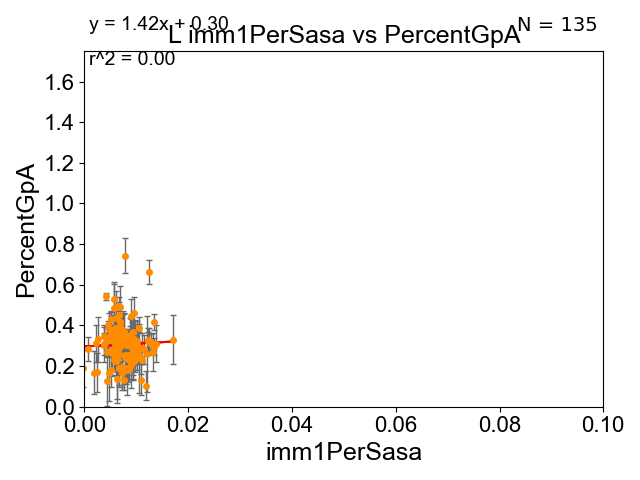 y = 1.42x + 0.30
N = 135
L imm1PerSasa vs PercentGpA
r^2 = 0.00
PercentGpA
1.6
1.4
1.2
1.0
0.8
0.6
0.4
0.2
0.0
0.00 0.02 0.04 0.06 0.08 0.10
imm1PerSasa